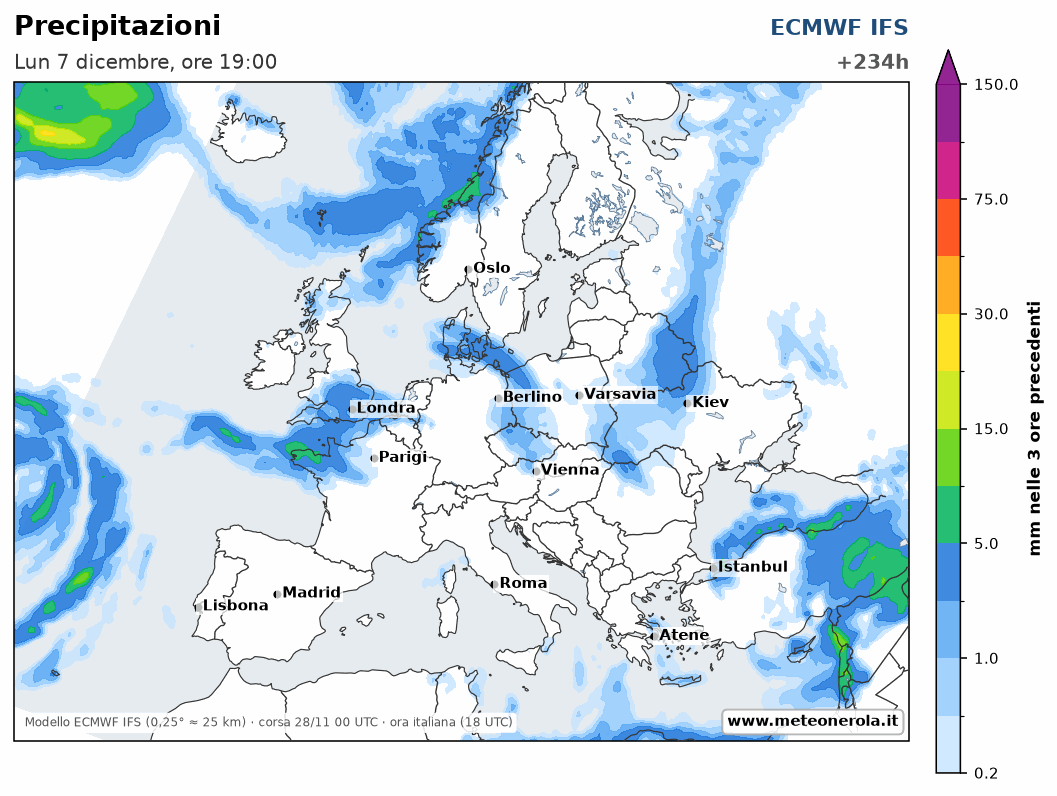 Precipitazioni
ECMWF IFS
Lun 7 dicembre, ore 19:00
+234h
150.0
75.0
30.0
15.0
5.0
1.0
0.2
mm nelle 3 ore precedenti
Oslo
Berlino
Varsavia
Kiev
Londra
Parigi
Vienna
Istanbul
Roma
Madrid
Lisbona
Atene
Modello ECMWF IFS (0,25° ≈ 25 km) · corsa 28/11 00 UTC · ora italiana (18 UTC)
www.meteonerola.it